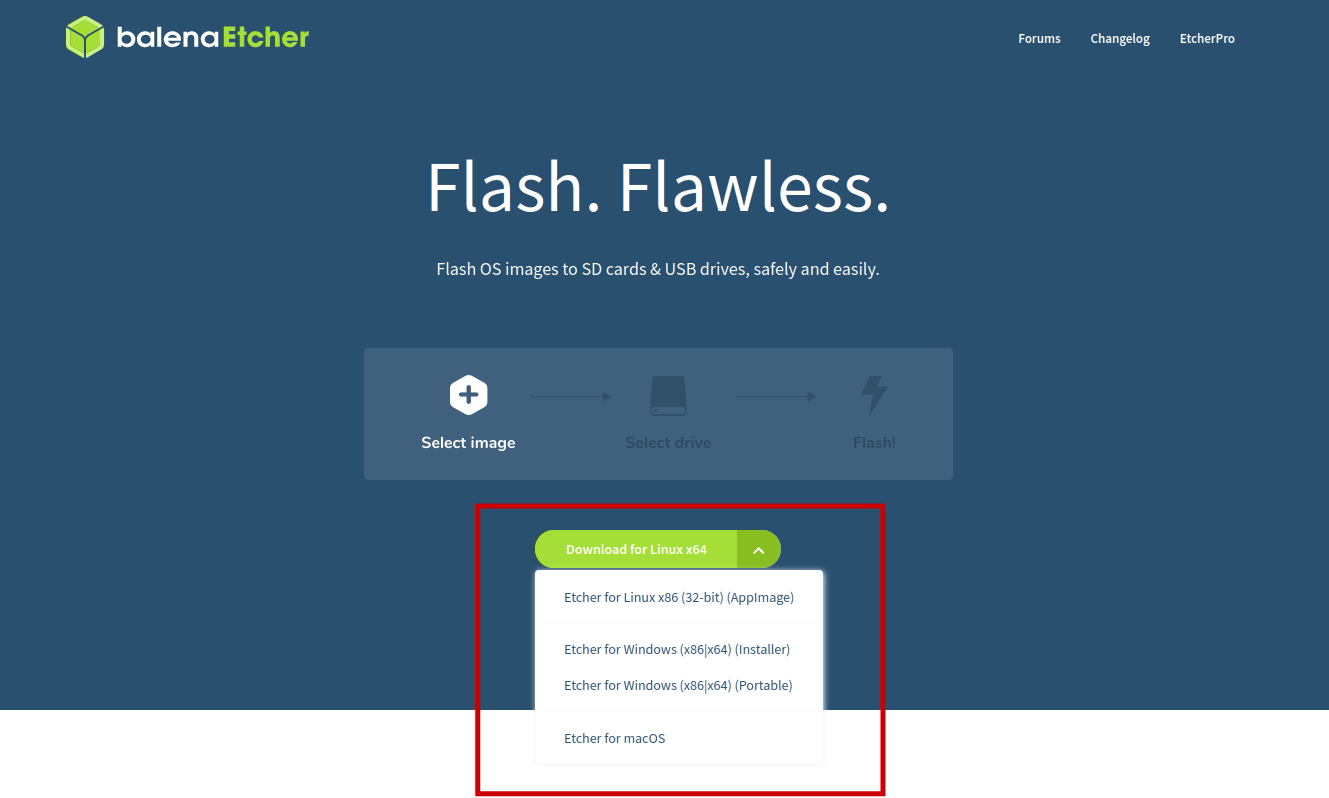 balenaEtcher
Forums Changelog EtcherPro
Flash. Flawless.
Flash OS images to SD cards & USB drives, safely and easily.
Select image Select drive Flash!
Download for Linux x64
Etcher for Linux x86 (32-bit) (AppImage)
Etcher for Windows (x86|x64) (Installer)
Etcher for Windows (x86|x64) (Portable)
Etcher for macOS